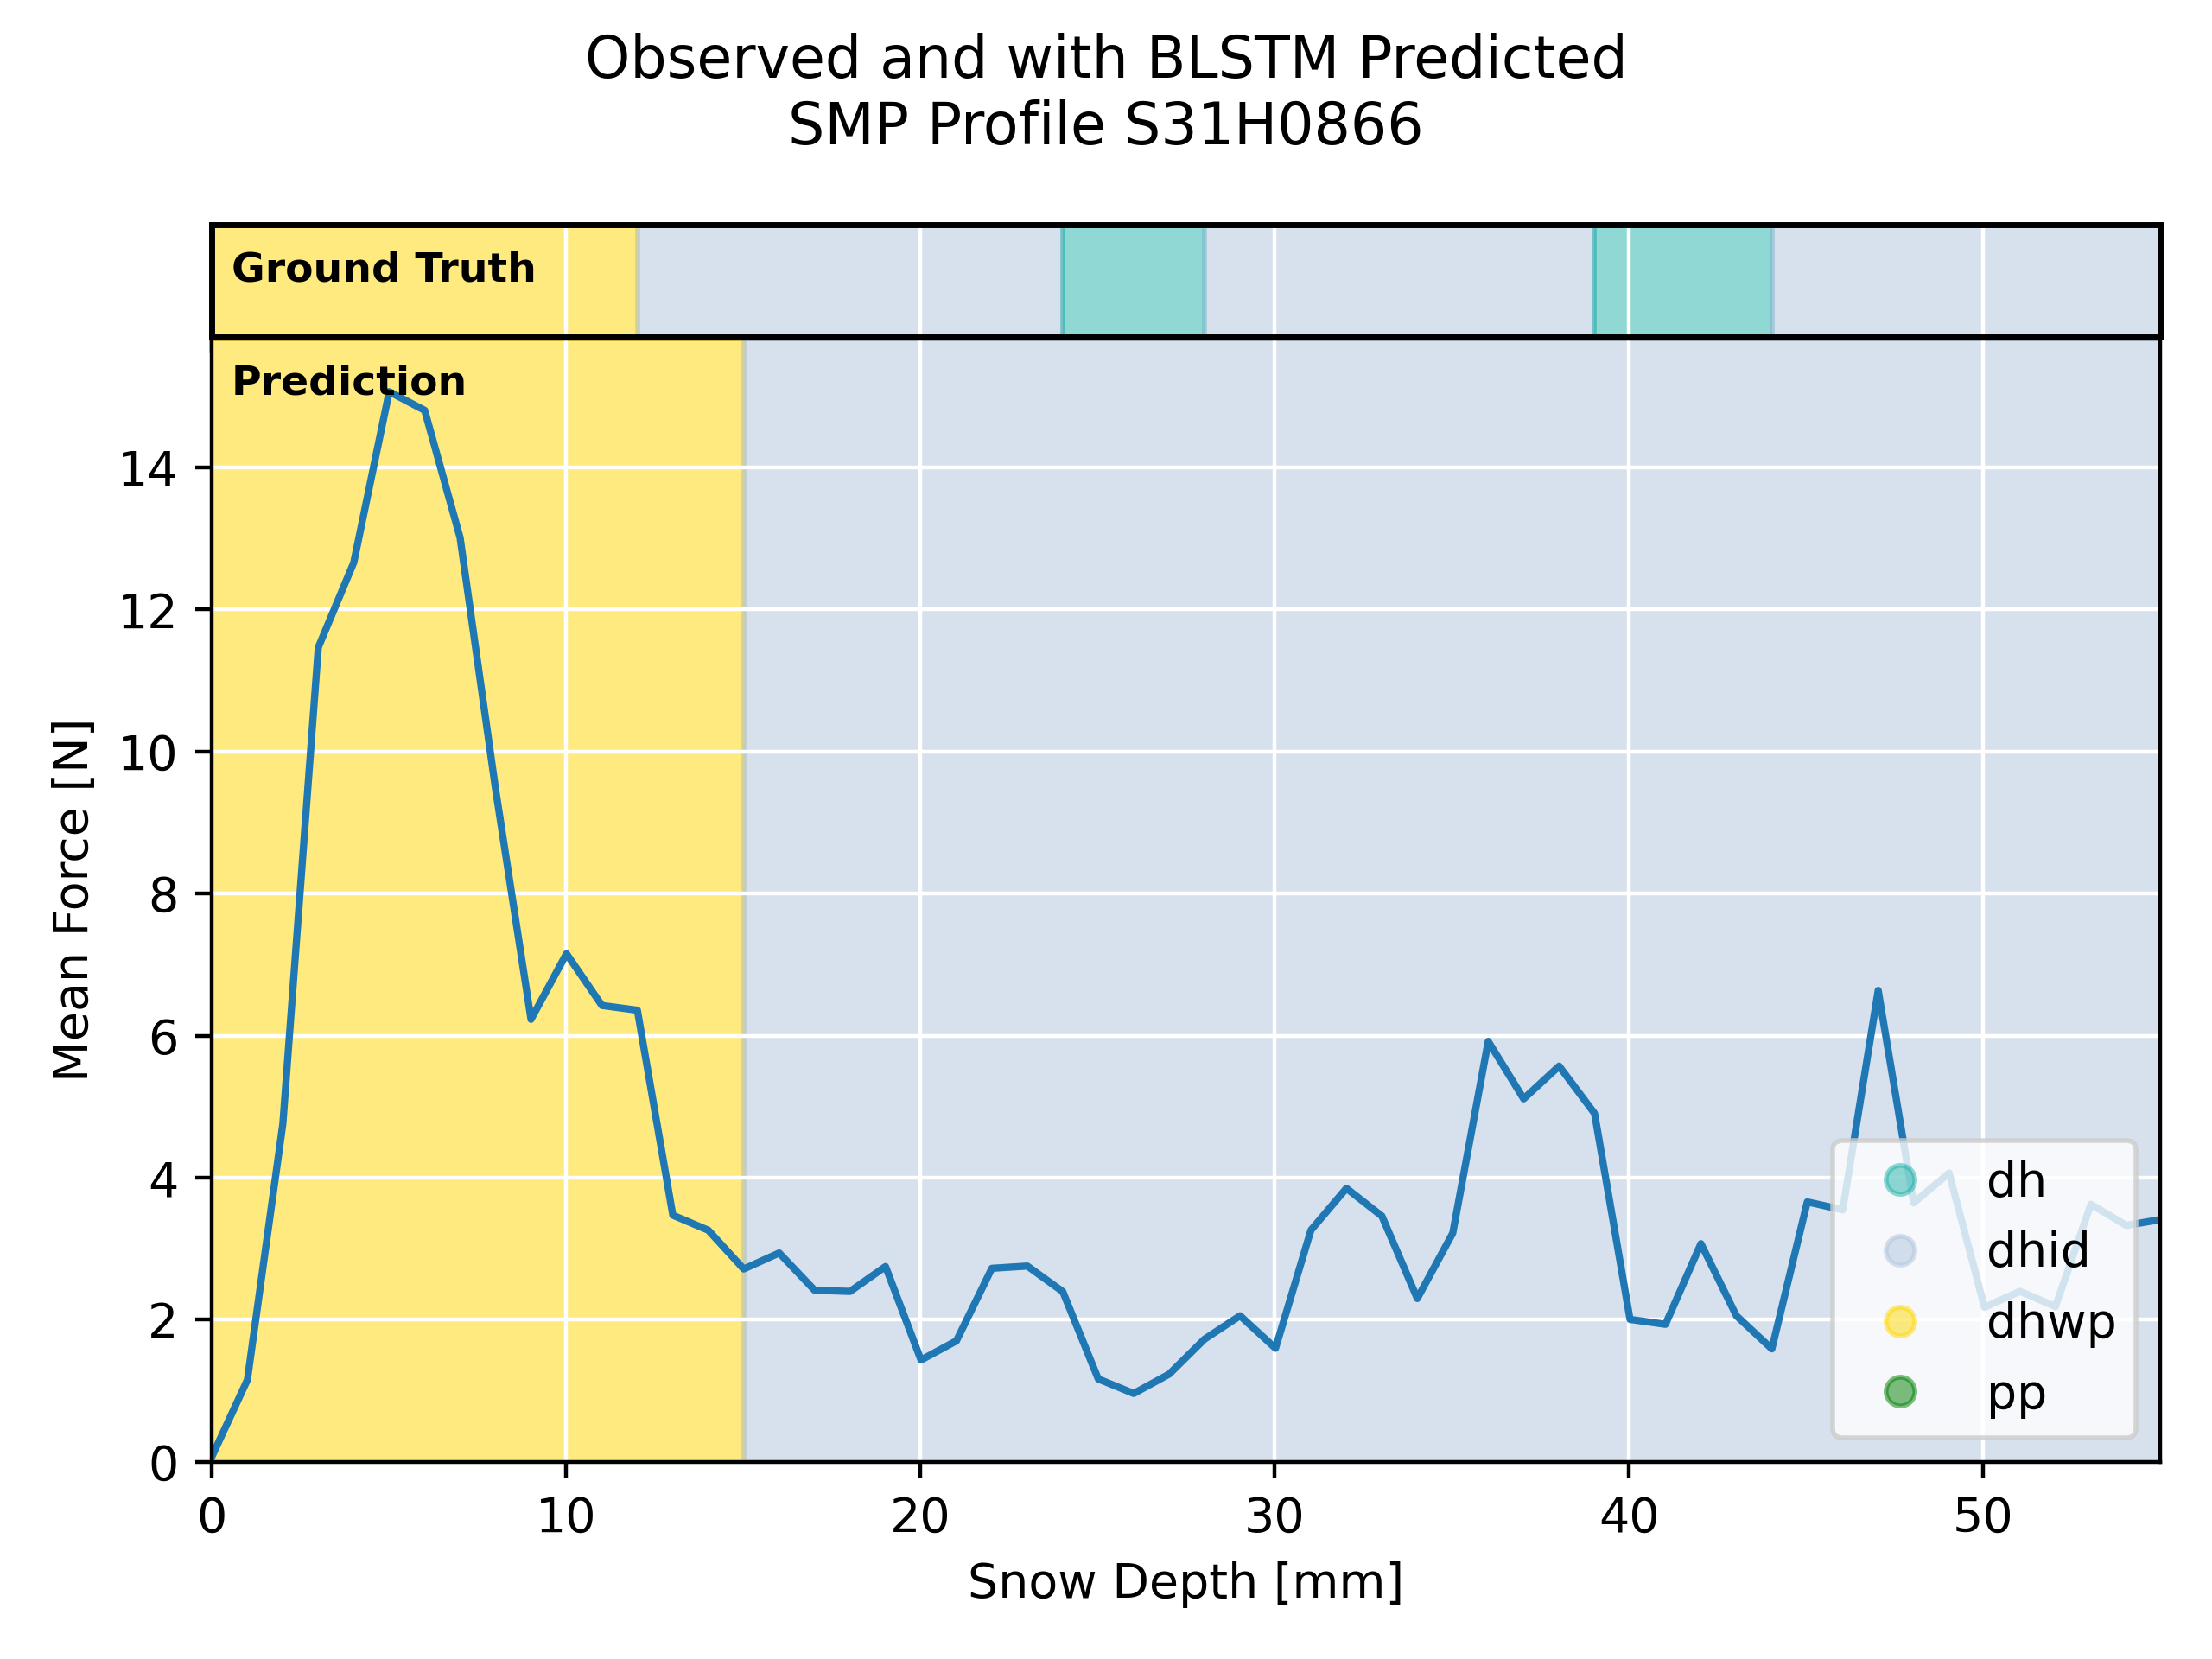 Observed and with BLSTM Predicted
SMP Profile S31H0866
Ground Truth
Prediction
14
12
10
8
6
4
2
0
Mean Force [N]
dh
dhid
dhwp
pp
0 10 20 30 40 50
Snow Depth [mm]